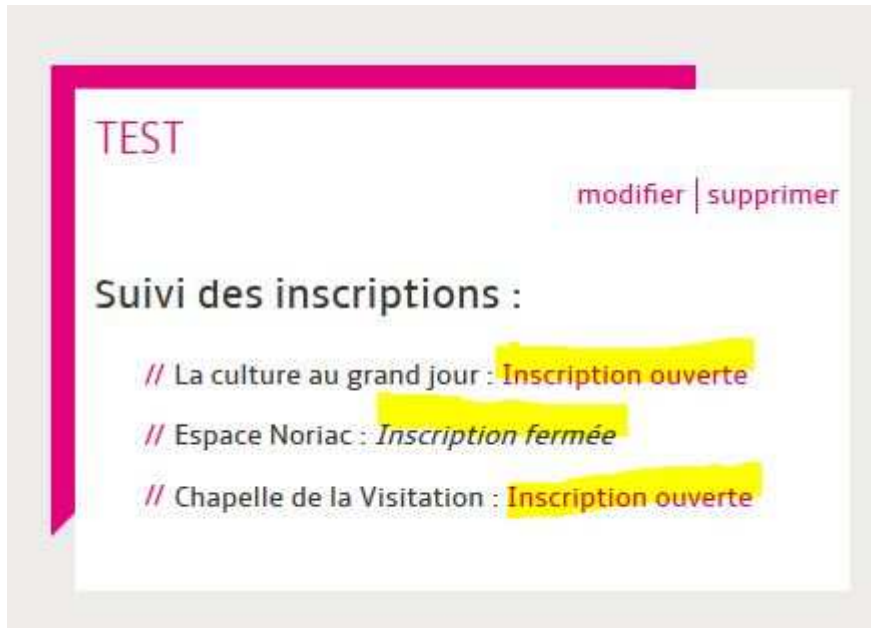 TEST
modifier | supprimer
Suivi des inscriptions :
// La culture au grand jour : Inscription ouverte
// Espace Noriac : Inscription fermée
// Chapelle de la Visitation : Inscription ouverte